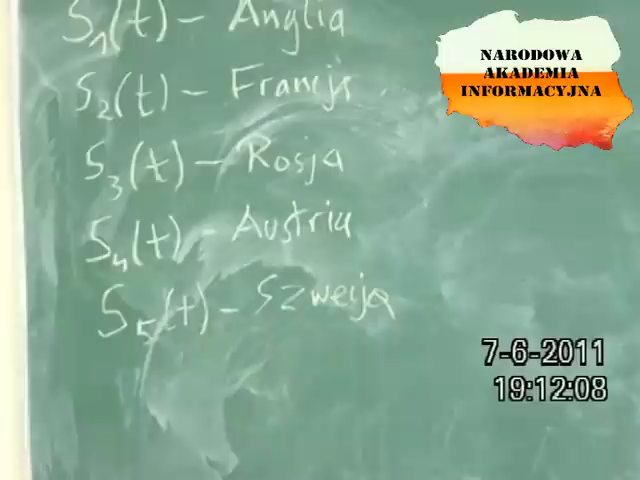 S₁(t) – Anglia
S₂(t) – Francja
S₃(t) – Rosja
S₄(t) – Austria
S₅(t) – Szwecja
NARODOWA
AKADEMIA
INFORMACYJNA
7-6-2011
19:12:08